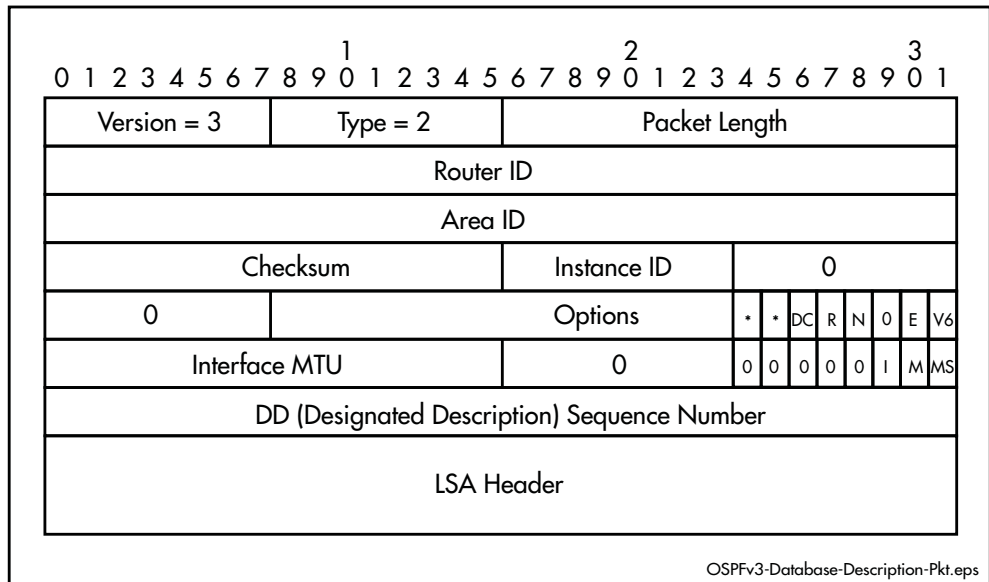 1 2 3
0 1 2 3 4 5 6 7 8 9 0 1 2 3 4 5 6 7 8 9 0 1 2 3 4 5 6 7 8 9 0 1
Version = 3 Type = 2 Packet Length
Router ID
Area ID
Checksum Instance ID 0
0 Options * * DC R N 0 E V6
Interface MTU 0 0 0 0 0 0 I M MS
DD (Designated Description) Sequence Number
LSA Header
OSPFv3-Database-Description-Pkt.eps